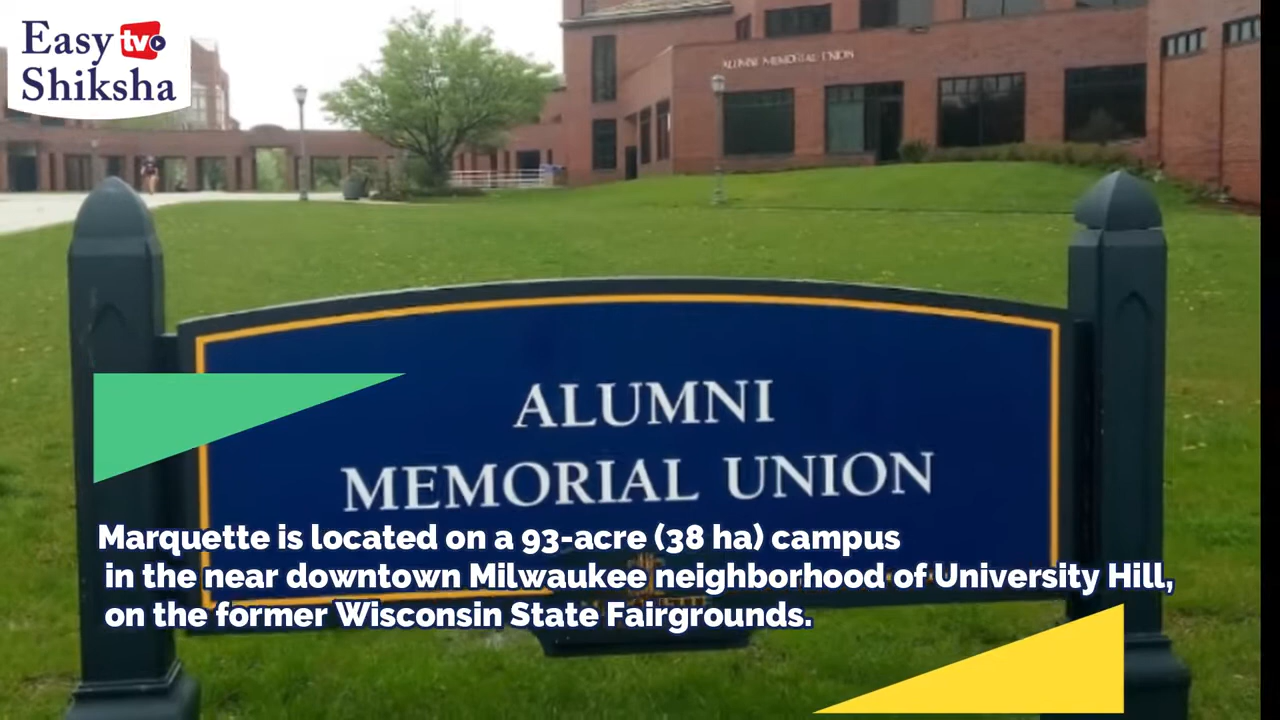 Easy tv
Shiksha
ALUMNI MEMORIAL UNION
ALUMNI
MEMORIAL UNION
Marquette is located on a 93-acre (38 ha) campus
in the near downtown Milwaukee neighborhood of University Hill,
on the former Wisconsin State Fairgrounds.